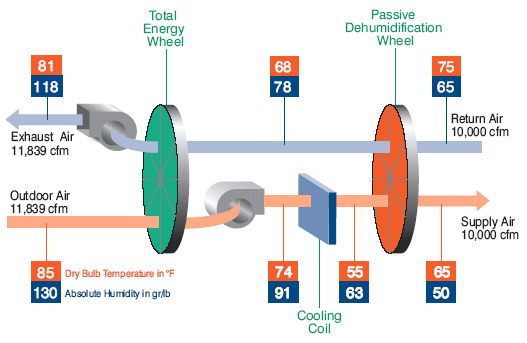 Total
Energy
Wheel
Passive
Dehumidification
Wheel
81
118
68
78
75
65
Exhaust Air
11,839 cfm
Return Air
10,000 cfm
Outdoor Air
11,839 cfm
Supply Air
10,000 cfm
85 Dry Bulb Temperature in °F
130 Absolute Humidity in gr/lb
74
91
55
63
65
50
Cooling
Coil